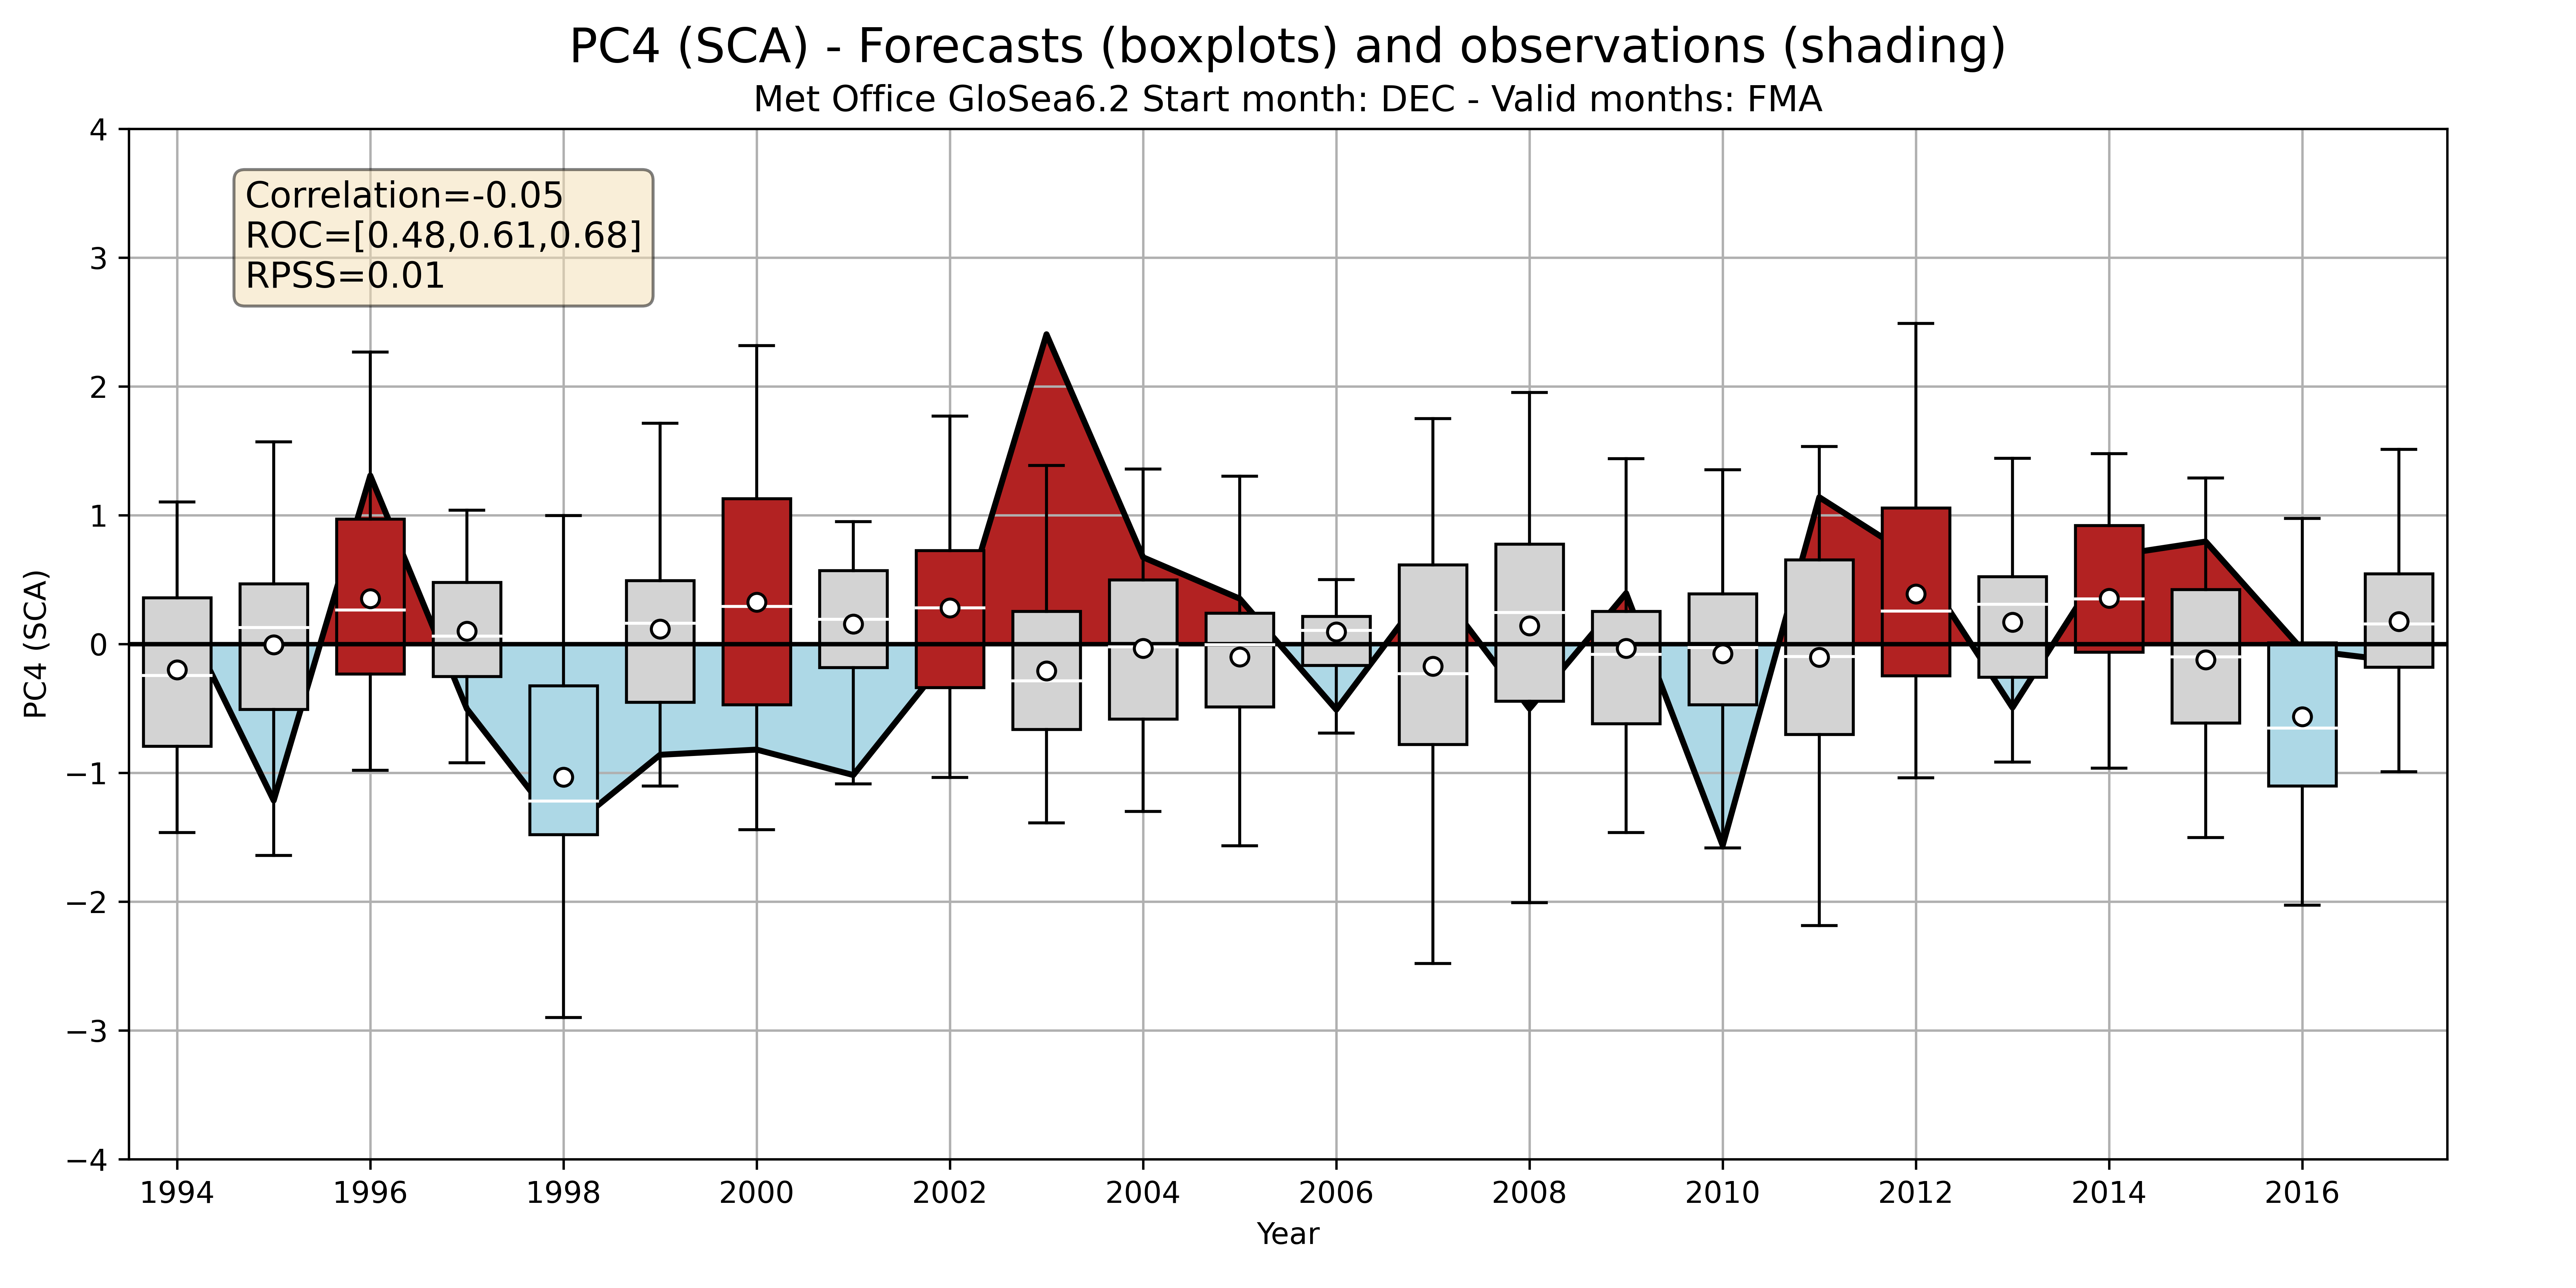 PC4 (SCA) - Forecasts (boxplots) and observations (shading)
Met Office GloSea6.2 Start month: DEC - Valid months: FMA
Correlation=-0.05
ROC=[0.48,0.61,0.68]
RPSS=0.01
PC4 (SCA)
4
3
2
1
0
−1
−2
−3
−4
1994 1996 1998 2000 2002 2004 2006 2008 2010 2012 2014 2016
Year